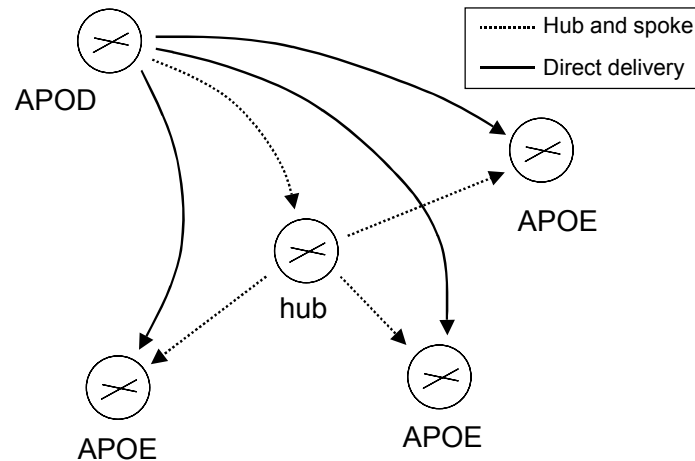 Hub and spoke
Direct delivery
APOD
APOE
hub
APOE
APOE